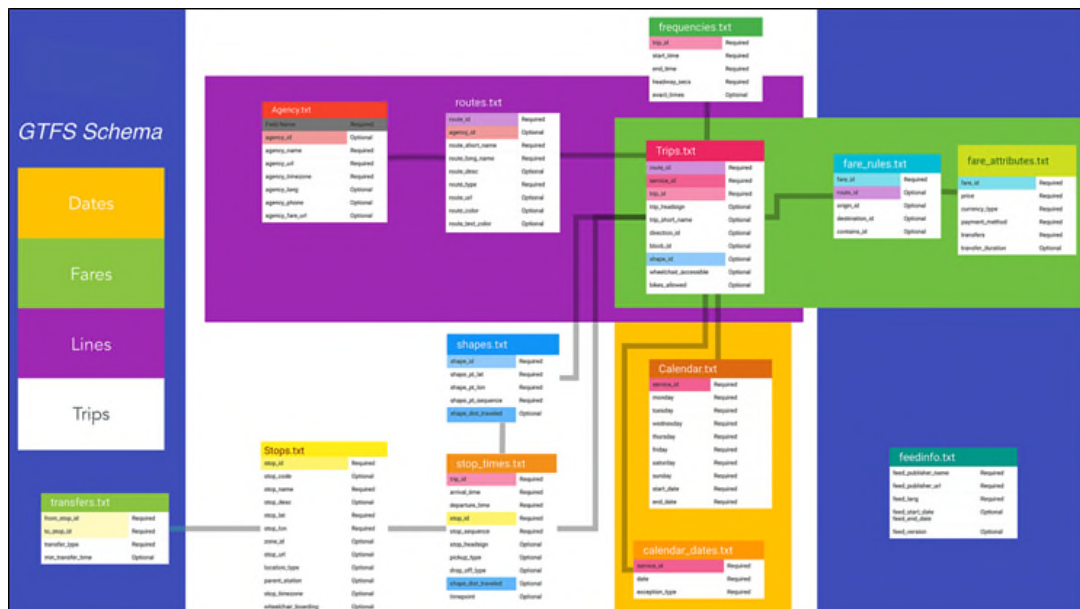 GTFS Schema
Dates
Fares
Lines
Trips
frequencies.txt
trip_id Required
start_time Required
end_time Required
headway_secs Required
exact_times Optional
Agency.txt
Field Name Required
agency_id Optional
agency_name Required
agency_url Required
agency_timezone Required
agency_lang Optional
agency_phone Optional
agency_fare_url Optional
routes.txt
route_id Required
agency_id Optional
route_short_name Required
route_long_name Required
route_desc Optional
route_type Required
route_url Optional
route_color Optional
route_text_color Optional
Trips.txt
route_id Required
service_id Required
trip_id Required
trip_headsign Optional
trip_short_name Optional
direction_id Optional
block_id Optional
shape_id Optional
wheelchair_accessible Optional
bikes_allowed Optional
fare_rules.txt
fare_id Required
route_id Optional
origin_id Optional
destination_id Optional
contains_id Optional
fare_attributes.txt
fare_id Required
price Required
currency_type Required
payment_method Required
transfers Required
transfer_duration Optional
shapes.txt
shape_id Required
shape_pt_lat Required
shape_pt_lon Required
shape_pt_sequence Required
shape_dist_traveled Optional
Calendar.txt
service_id Required
monday Required
tuesday Required
wednesday Required
thursday Required
friday Required
saturday Required
sunday Required
start_date Required
end_date Required
Stops.txt
stop_id Required
stop_code Optional
stop_name Required
stop_desc Optional
stop_lat Required
stop_lon Required
zone_id Optional
stop_url Optional
location_type Optional
parent_station Optional
stop_timezone Optional
wheelchair_boarding Optional
stop_times.txt
trip_id Required
arrival_time Required
departure_time Required
stop_id Required
stop_sequence Required
stop_headsign Optional
pickup_type Optional
drop_off_type Optional
shape_dist_traveled Optional
timepoint Optional
feedinfo.txt
feed_publisher_name Required
feed_publisher_url Required
feed_lang Required
feed_start_date Optional
feed_end_date
feed_version Optional
transfers.txt
from_stop_id Required
to_stop_id Required
transfer_type Required
min_transfer_time Optional
calendar_dates.txt
service_id Required
date Required
exception_type Required